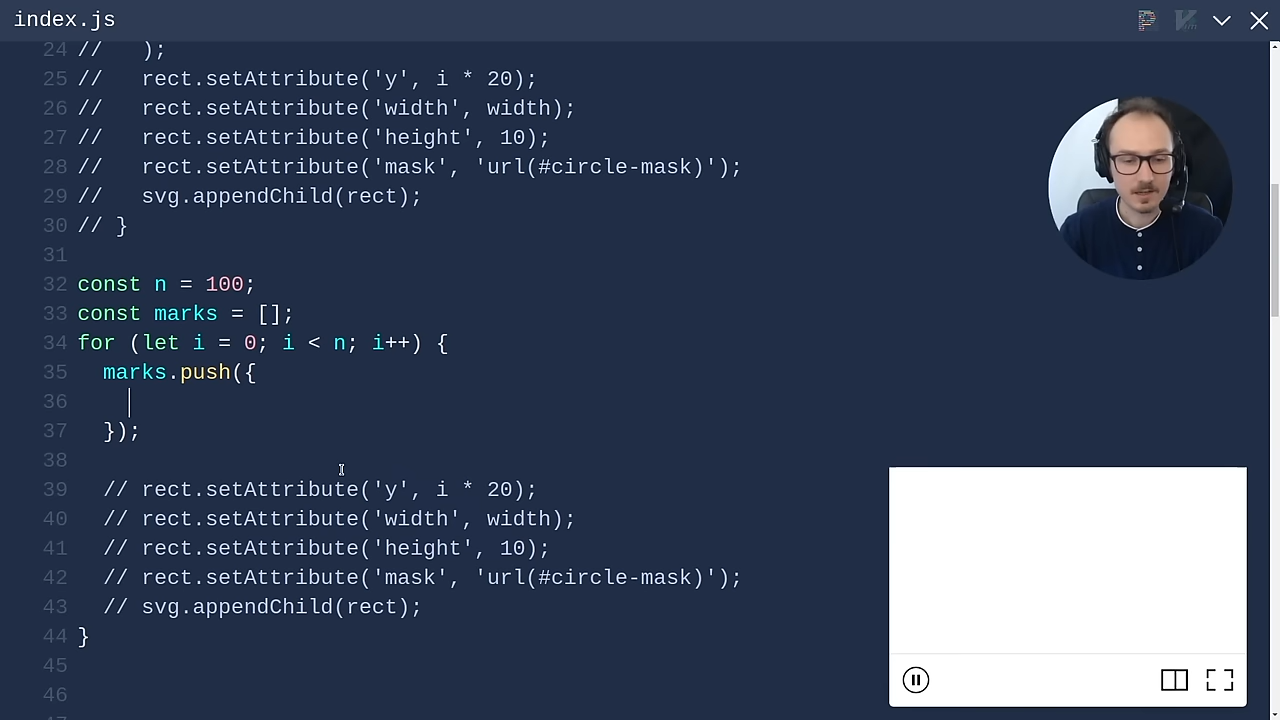 index.js
24 //   );
25 //   rect.setAttribute('y', i * 20);
26 //   rect.setAttribute('width', width);
27 //   rect.setAttribute('height', 10);
28 //   rect.setAttribute('mask', 'url(#circle-mask)');
29 //   svg.appendChild(rect);
30 // }
31
32 const n = 100;
33 const marks = [];
34 for (let i = 0; i < n; i++) {
35   marks.push({
36
37   });
38
39   // rect.setAttribute('y', i * 20);
40   // rect.setAttribute('width', width);
41   // rect.setAttribute('height', 10);
42   // rect.setAttribute('mask', 'url(#circle-mask)');
43   // svg.appendChild(rect);
44 }
45
46